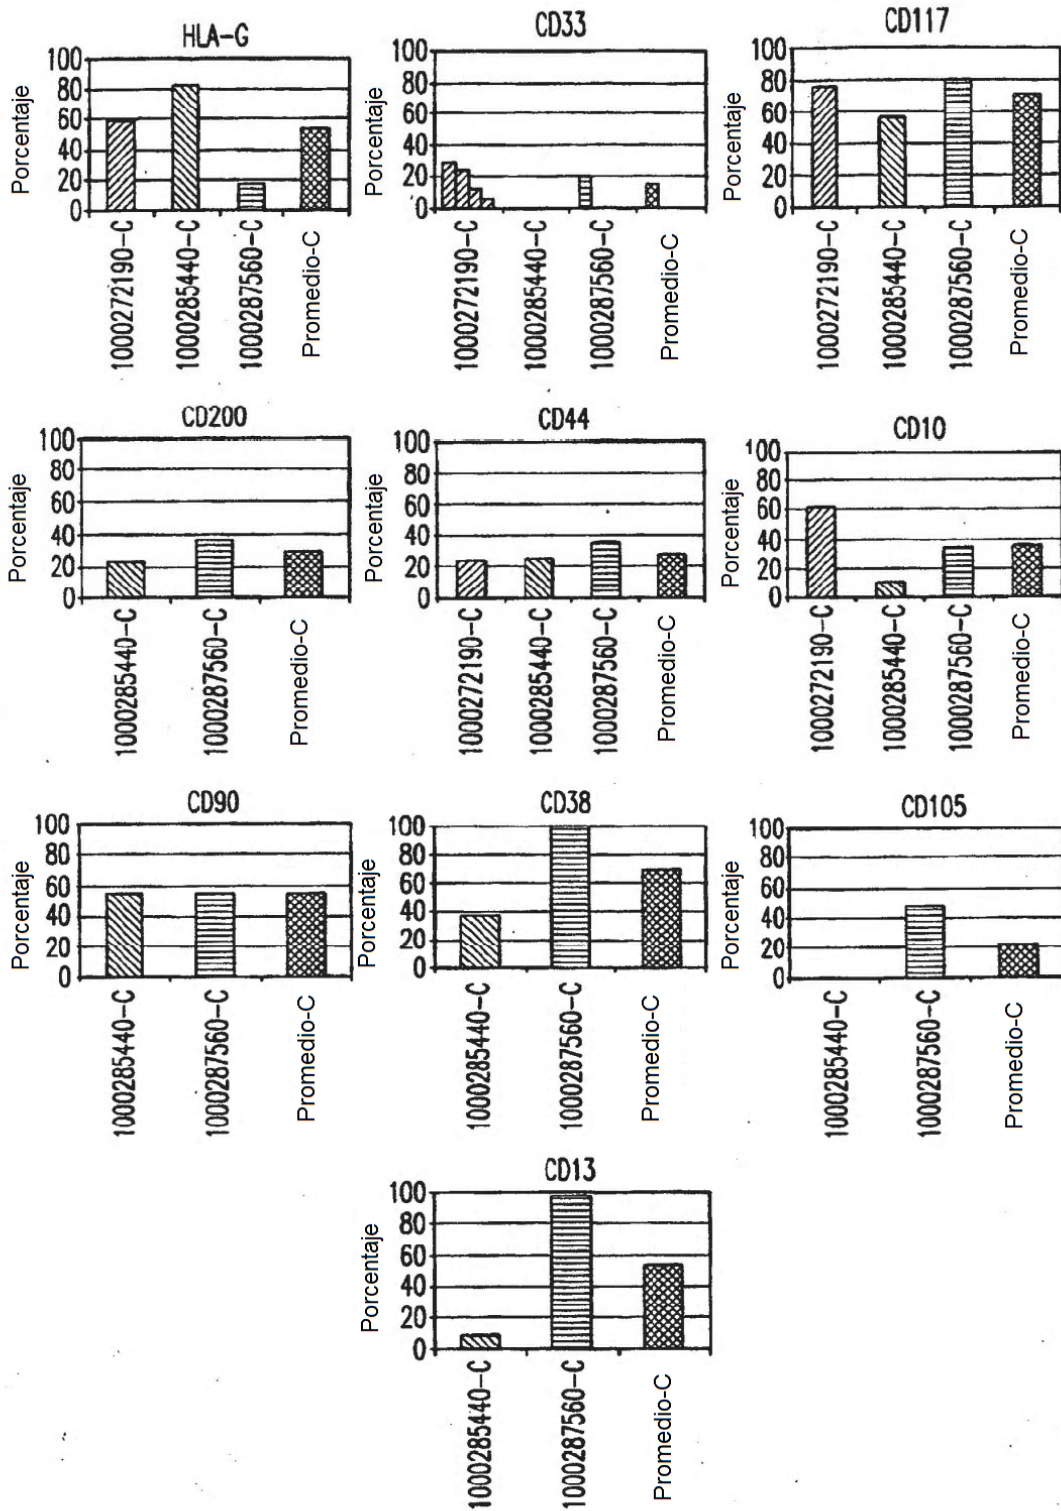 HLA-G
Porcentaje
100
80
60
40
20
0
1000272190-C
1000285440-C
1000287560-C
Promedio-C
CD33
Porcentaje
100
80
60
40
20
0
1000272190-C
1000285440-C
1000287560-C
Promedio-C
CD117
Porcentaje
100
80
60
40
20
0
1000272190-C
1000285440-C
1000287560-C
Promedio-C
CD200
Porcentaje
100
80
60
40
20
0
1000285440-C
1000287560-C
Promedio-C
CD44
Porcentaje
100
80
60
40
20
0
1000272190-C
1000285440-C
1000287560-C
Promedio-C
CD10
Porcentaje
100
80
60
40
20
0
1000272190-C
1000285440-C
1000287560-C
Promedio-C
CD90
Porcentaje
100
80
60
40
20
0
1000285440-C
1000287560-C
Promedio-C
CD38
Porcentaje
100
80
60
40
20
0
1000285440-C
1000287560-C
Promedio-C
CD105
Porcentaje
100
80
60
40
20
0
1000285440-C
1000287560-C
Promedio-C
CD13
Porcentaje
100
80
60
40
20
0
1000285440-C
1000287560-C
Promedio-C